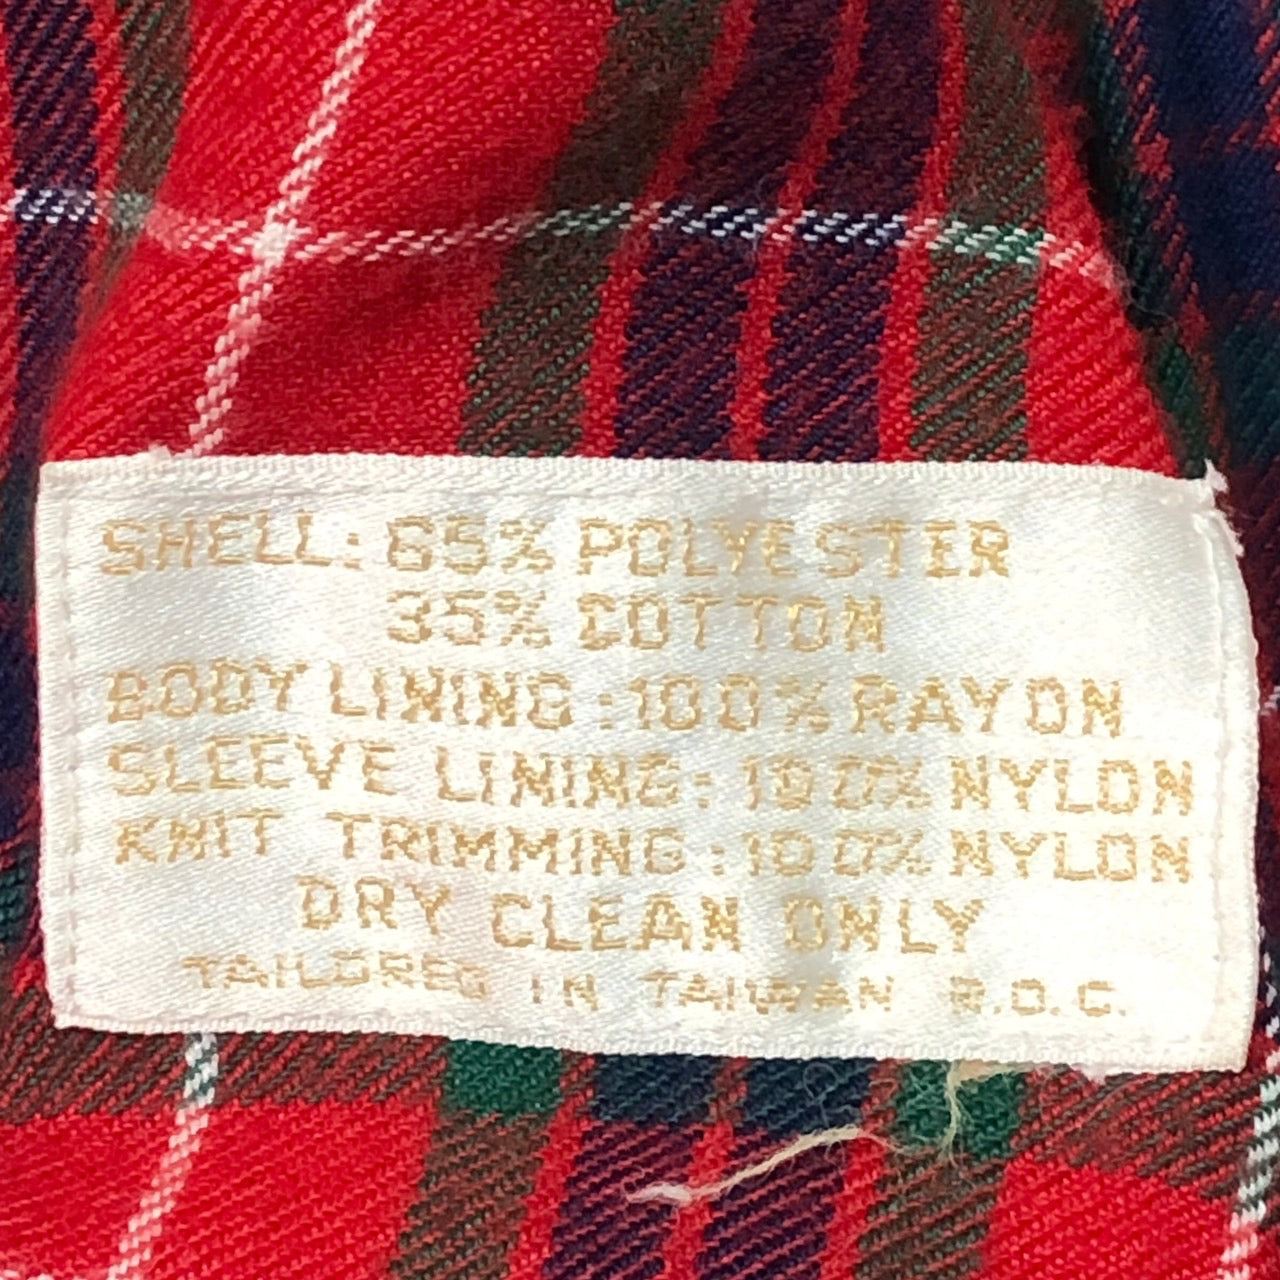 SHELL: 65% POLYESTER
35% COTTON
BODY LINING: 100% RAYON
SLEEVE LINING: 100% NYLON
KNIT TRIMMING: 100% NYLON
DRY CLEAN ONLY
TAILORED IN TAIWAN R.O.C.